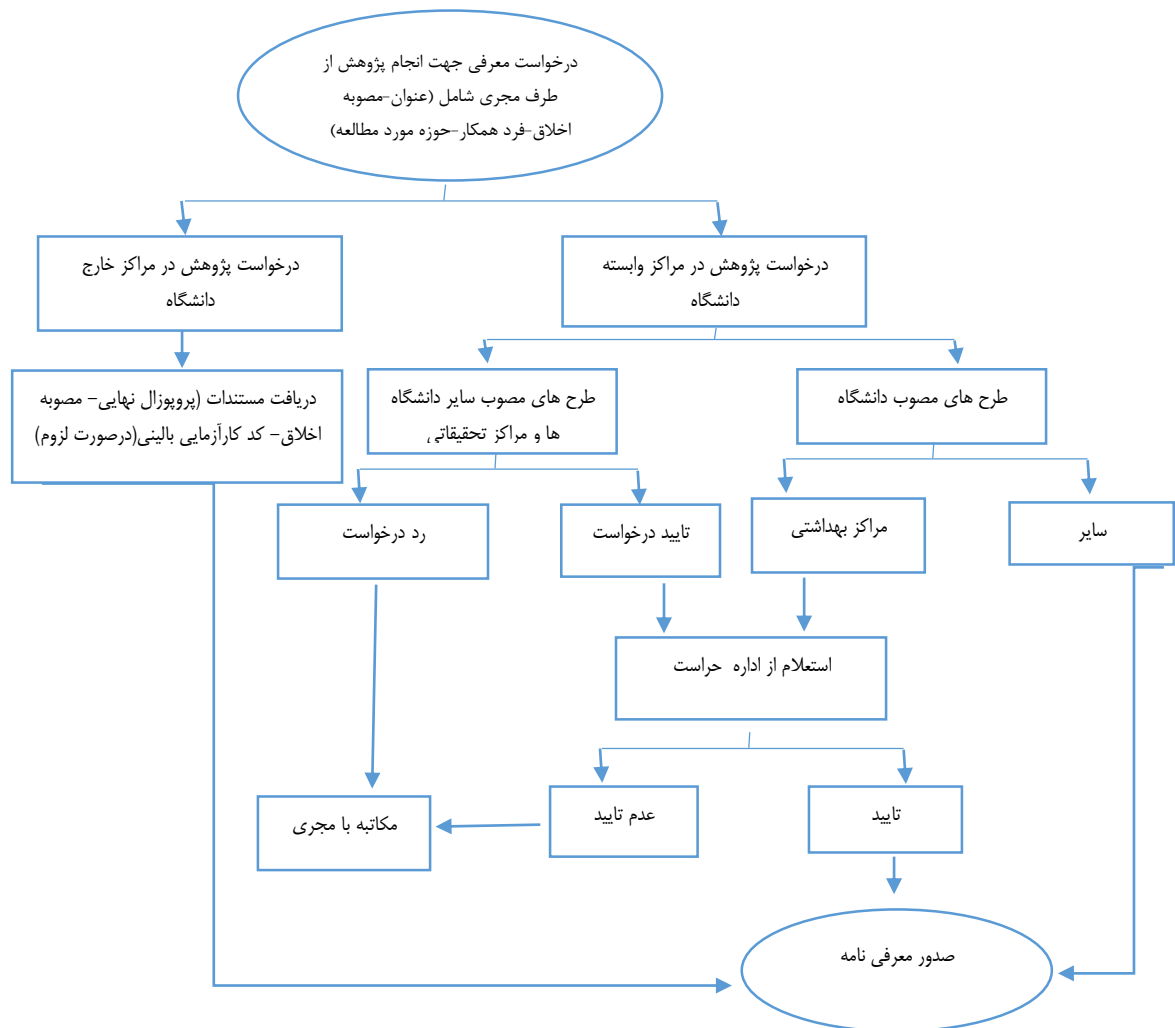 درخواست معرفی جهت انجام پژوهش از
طرف مجری شامل (عنوان-مصوبه
اخلاق-فرد همکار-حوزه مورد مطالعه)
درخواست پژوهش در مراکز وابسته
دانشگاه
درخواست پژوهش در مراکز خارج
دانشگاه
طرح های مصوب دانشگاه
طرح های مصوب سایر دانشگاه
ها و مراکز تحقیقاتی
دریافت مستندات (پروپوزال نهایی- مصوبه
اخلاق- کد کارآزمایی بالینی(درصورت لزوم)
سایر
مراکز بهداشتی
تایید درخواست
رد درخواست
استعلام از اداره حراست
تایید
عدم تایید
مکاتبه با مجری
صدور معرفی نامه